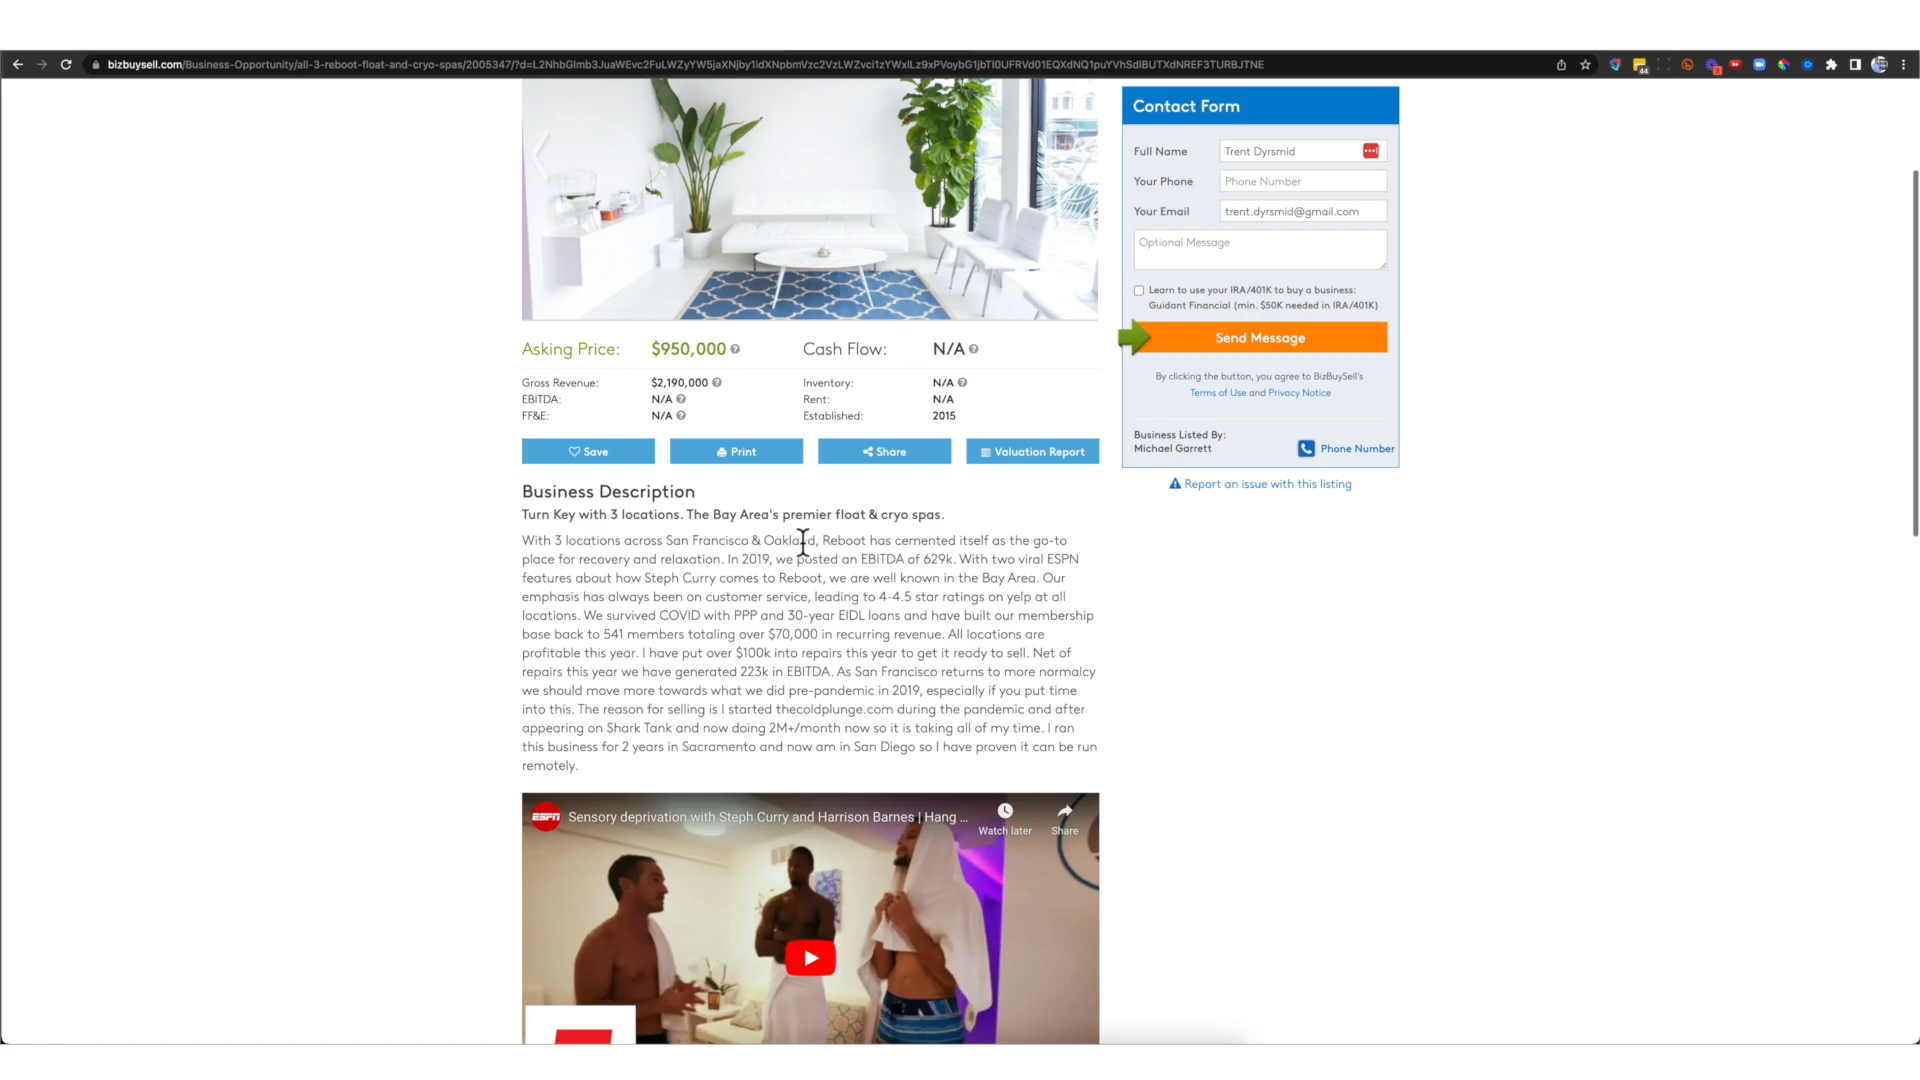 bizbuysell.com/Business-Opportunity/all-3-reboot-float-and-cryo-spas/2005347/
44
Contact Form
Full Name
Trent Dyrsmid
Your Phone
Phone Number
Your Email
trent.dyrsmid@gmail.com
Optional Message
Learn to use your IRA/401K to buy a business:
Guidant Financial (min. $50K needed in IRA/401K)
Send Message
By clicking the button, you agree to BizBuySell's
Terms of Use and Privacy Notice
Business Listed By:
Michael Garrett
Phone Number
Report an issue with this listing
Asking Price: $950,000
Cash Flow: N/A
Gross Revenue: $2,190,000
EBITDA: N/A
FF&E: N/A
Inventory: N/A
Rent: N/A
Established: 2015
Save
Print
Share
Valuation Report
Business Description
Turn Key with 3 locations. The Bay Area's premier float & cryo spas.
With 3 locations across San Francisco & Oakland, Reboot has cemented itself as the go-to
place for recovery and relaxation. In 2019, we posted an EBITDA of 629k. With two viral ESPN
features about how Steph Curry comes to Reboot, we are well known in the Bay Area. Our
emphasis has always been on customer service, leading to 4-4.5 star ratings on yelp at all
locations. We survived COVID with PPP and 30-year EIDL loans and have built our membership
base back to 541 members totaling over $70,000 in recurring revenue. All locations are
profitable this year. I have put over $100k into repairs this year to get it ready to sell. Net of
repairs this year we have generated 223k in EBITDA. As San Francisco returns to more normalcy
we should move more towards what we did pre-pandemic in 2019, especially if you put time
into this. The reason for selling is I started thecoldplunge.com during the pandemic and after
appearing on Shark Tank and now doing 2M+/month now so it is taking all of my time. I ran
this business for 2 years in Sacramento and now am in San Diego so I have proven it can be run
remotely.
ESPN
Sensory deprivation with Steph Curry and Harrison Barnes | Hang ...
Watch later
Share